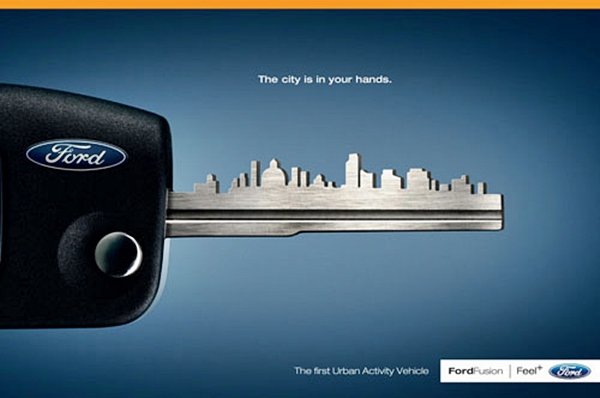 The city is in your hands.
Ford
The first Urban Activity Vehicle
FordFusion | Feel+ Ford